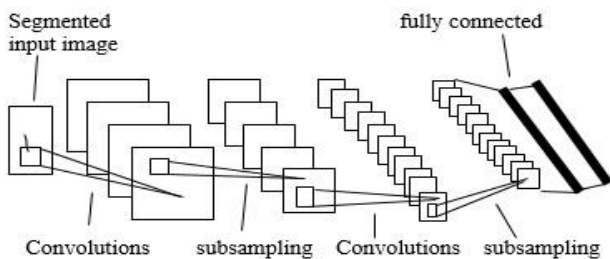 Segmented
input image
fully connected
Convolutions
subsampling
Convolutions
subsampling